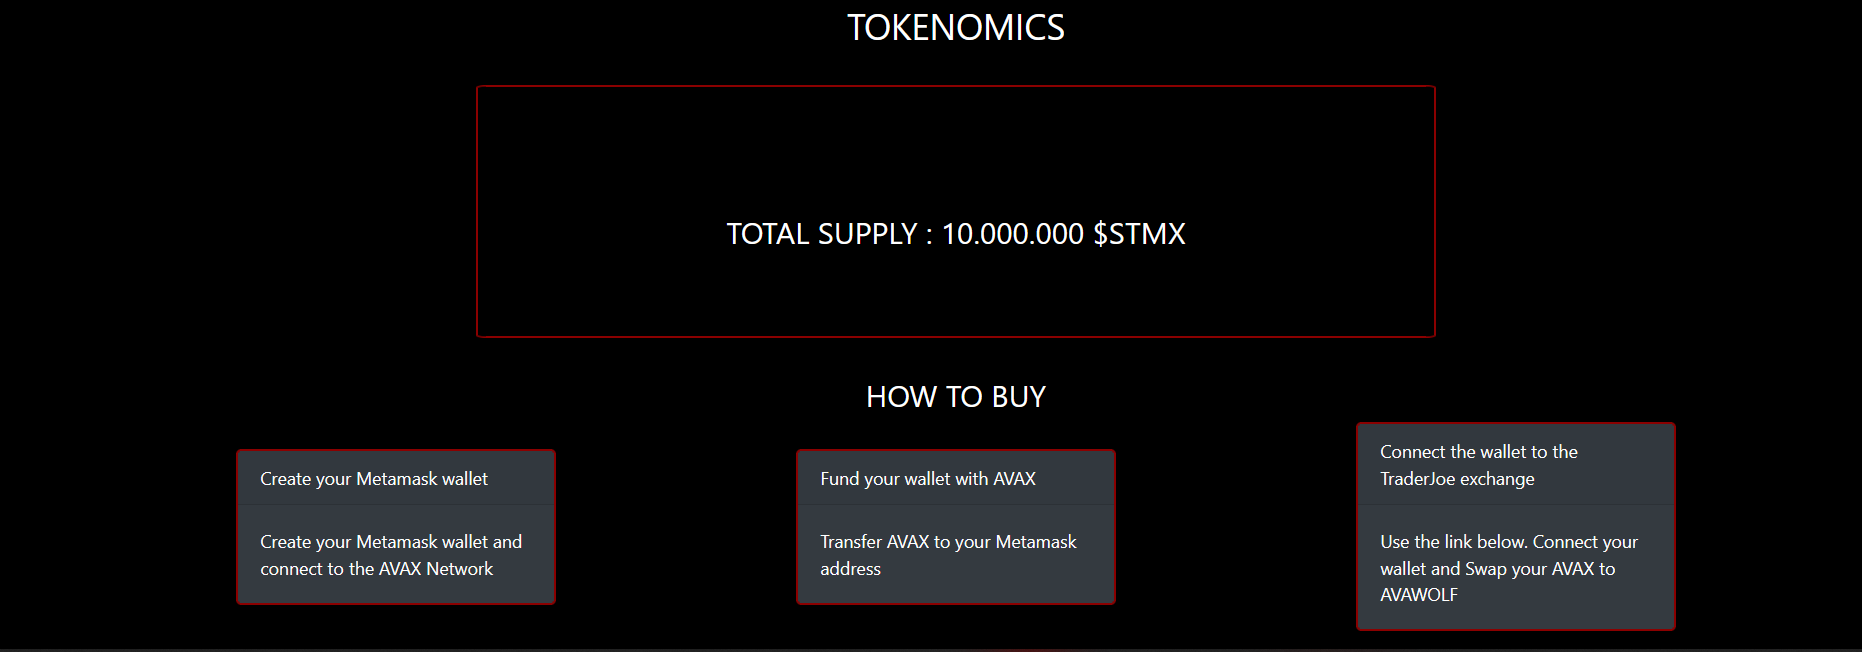 TOKENOMICS
TOTAL SUPPLY : 10.000.000 $STMX
HOW TO BUY
Create your Metamask wallet
Create your Metamask wallet and
connect to the AVAX Network
Fund your wallet with AVAX
Transfer AVAX to your Metamask
address
Connect the wallet to the
TraderJoe exchange
Use the link below. Connect your
wallet and Swap your AVAX to
AVAWOLF